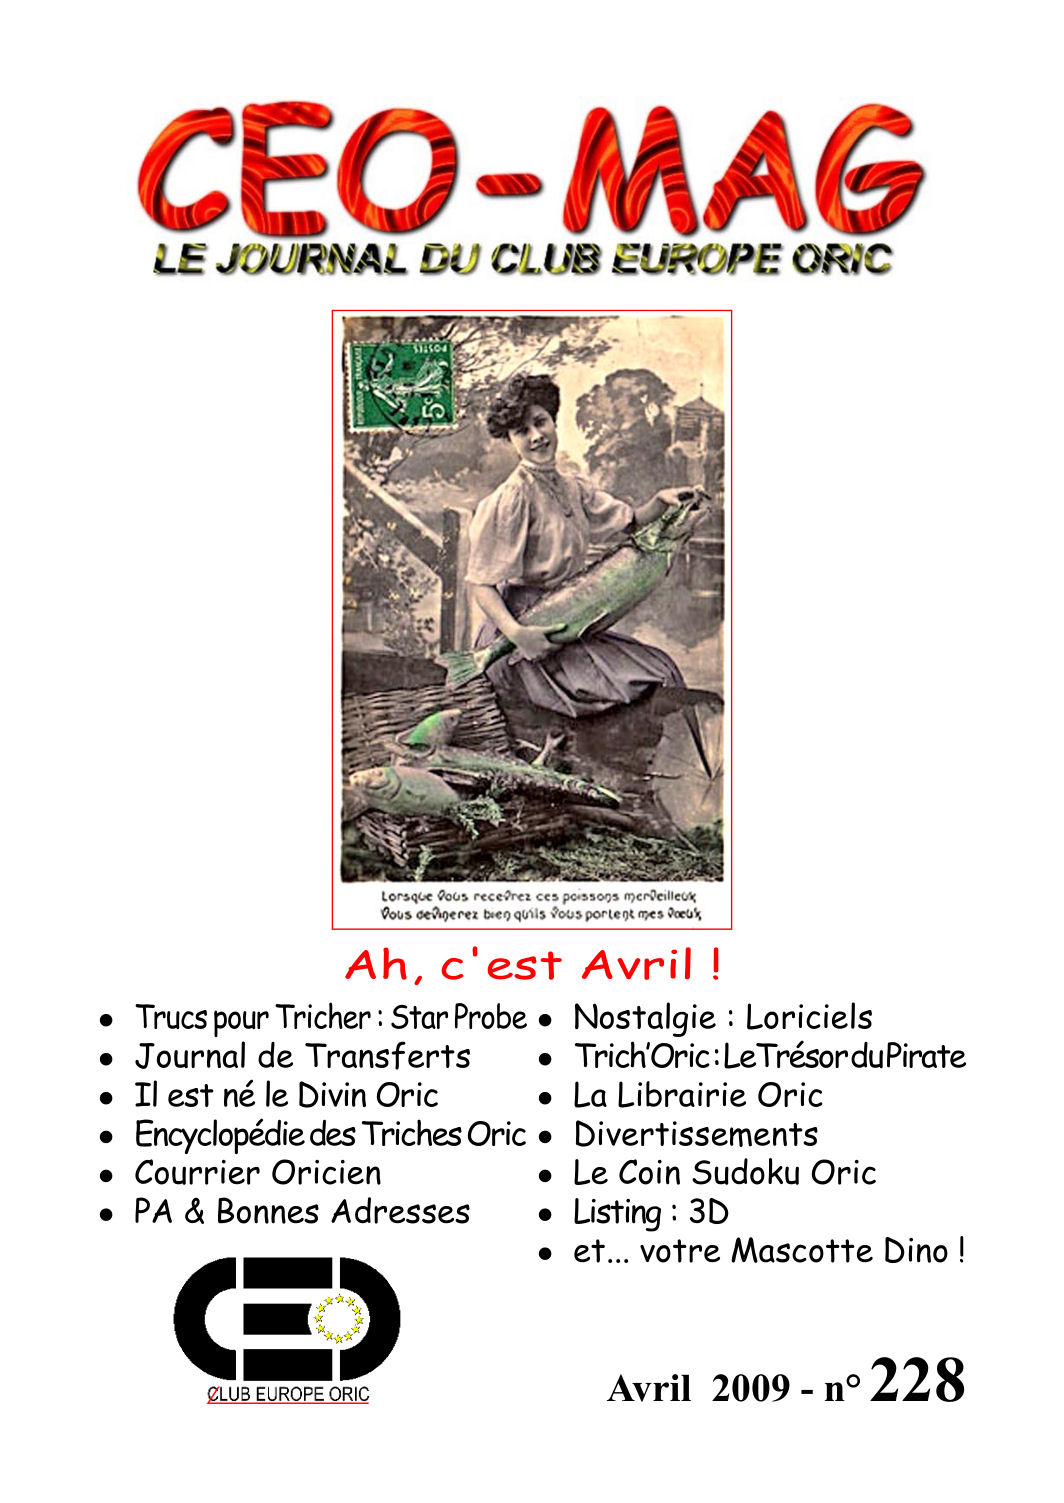 CEO-MAG
LE JOURNAL DU CLUB EUROPE ORIC
REPUBLIQUE FRANÇAISE
POSTES
5c
Lorsque vous recevrez ces poissons merveilleux
Vous devinerez bien qu'ils vous portent mes vœux
Ah, c'est Avril !
● Trucs pour Tricher : Star Probe
● Journal de Transferts
● Il est né le Divin Oric
● Encyclopédie des Triches Oric
● Courrier Oricien
● PA & Bonnes Adresses
● Nostalgie : Loriciels
● Trich'Oric : Le Trésor du Pirate
● La Librairie Oric
● Divertissements
● Le Coin Sudoku Oric
● Listing : 3D
● et... votre Mascotte Dino !
CEO
CLUB EUROPE ORIC
Avril 2009 - n° 228